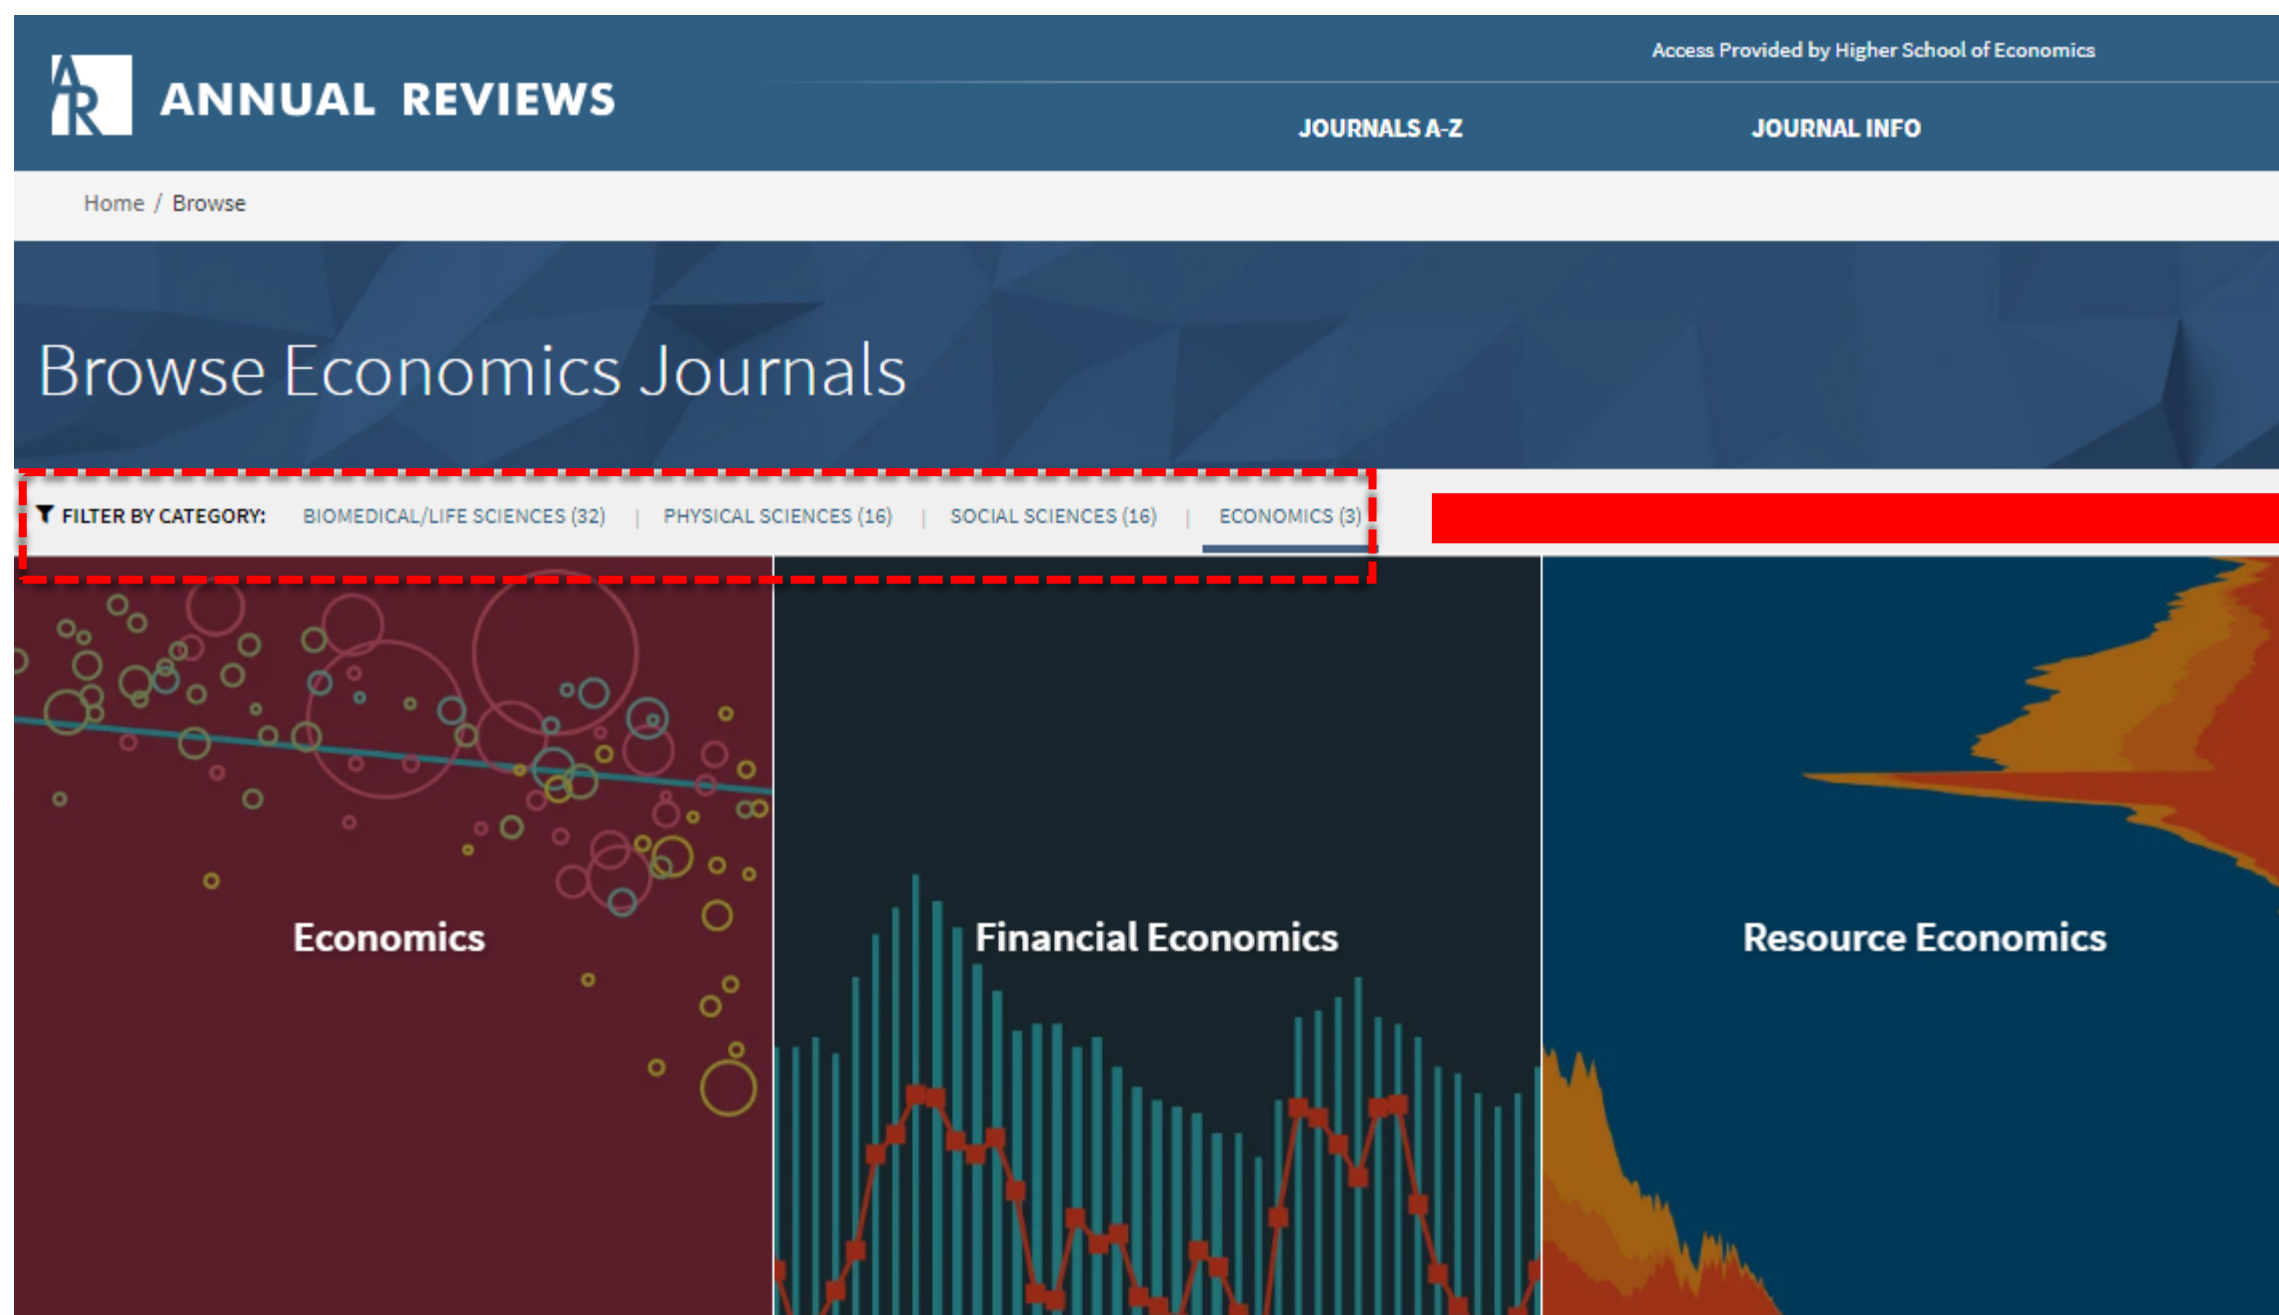 Access Provided by Higher School of Economics
AR
ANNUAL REVIEWS
JOURNALS A-Z
JOURNAL INFO
Home / Browse
Browse Economics Journals
FILTER BY CATEGORY: BIOMEDICAL/LIFE SCIENCES (32) | PHYSICAL SCIENCES (16) | SOCIAL SCIENCES (16) | ECONOMICS (3)
Economics
Financial Economics
Resource Economics